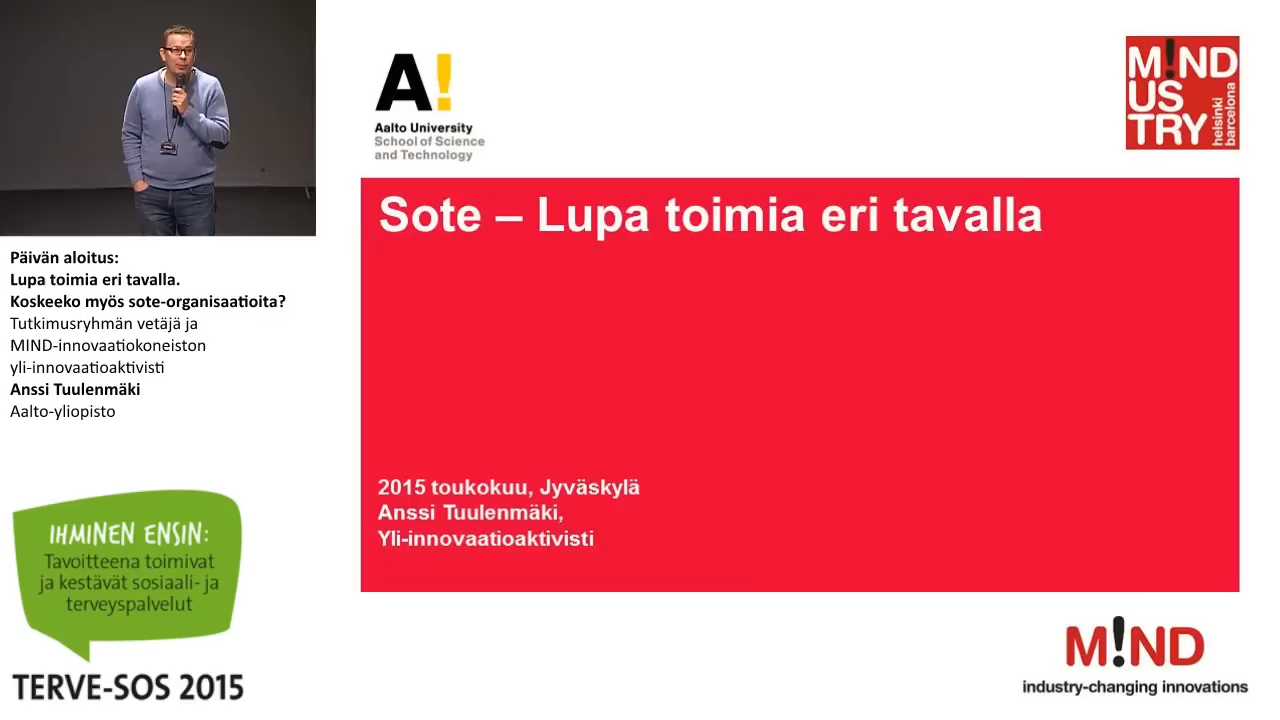 Päivän aloitus:
Lupa toimia eri tavalla.
Koskeeko myös sote-organisaatioita?
Tutkimusryhmän vetäjä ja
MIND-innovaatiokoneiston
yli-innovaatioaktivisti
Anssi Tuulenmäki
Aalto-yliopisto
IHMINEN ENSIN:
Tavoitteena toimivat
ja kestävät sosiaali- ja
terveyspalvelut
TERVE-SOS 2015
A!
Aalto University
School of Science
and Technology
M!ND
US
TRY
helsinki
barcelona
Sote – Lupa toimia eri tavalla
2015 toukokuu, Jyväskylä
Anssi Tuulenmäki,
Yli-innovaatioaktivisti
M!ND
industry-changing innovations